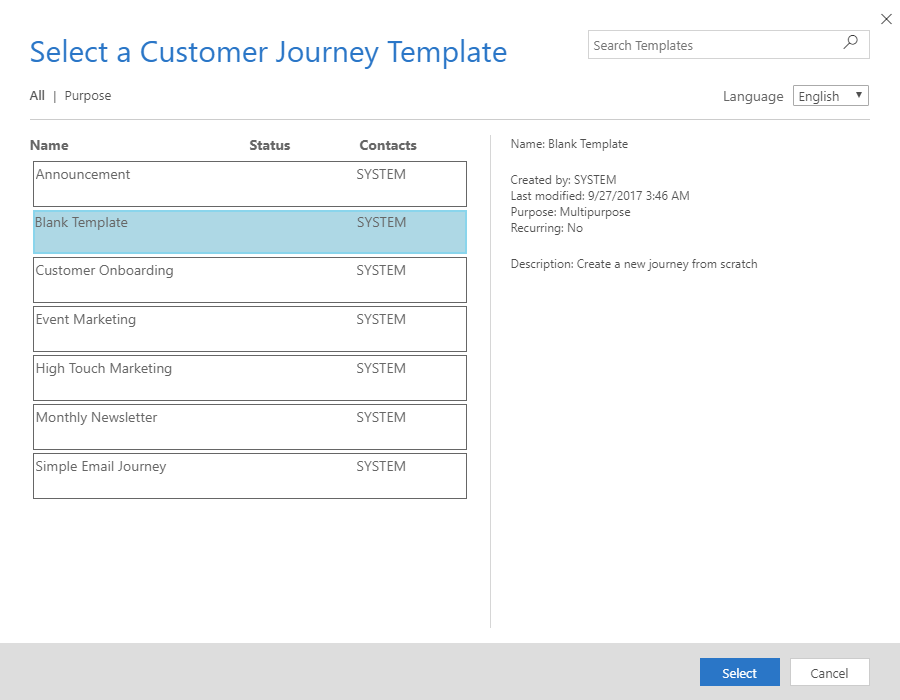 Select a Customer Journey Template
Search Templates
All | Purpose
Language English
Name Status Contacts
Announcement SYSTEM
Blank Template SYSTEM
Customer Onboarding SYSTEM
Event Marketing SYSTEM
High Touch Marketing SYSTEM
Monthly Newsletter SYSTEM
Simple Email Journey SYSTEM
Name: Blank Template
Created by: SYSTEM
Last modified: 9/27/2017 3:46 AM
Purpose: Multipurpose
Recurring: No
Description: Create a new journey from scratch
Select Cancel